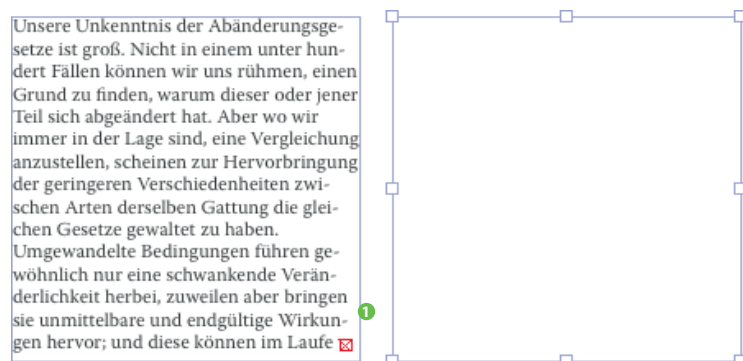 Unsere Unkenntnis der Abänderungsge-
setze ist groß. Nicht in einem unter hun-
dert Fällen können wir uns rühmen, einen
Grund zu finden, warum dieser oder jener
Teil sich abgeändert hat. Aber wo wir
immer in der Lage sind, eine Vergleichung
anzustellen, scheinen zur Hervorbringung
der geringeren Verschiedenheiten zwi-
schen Arten derselben Gattung die glei-
chen Gesetze gewaltet zu haben.
Umgewandelte Bedingungen führen ge-
wöhnlich nur eine schwankende Verän-
derlichkeit herbei, zuweilen aber bringen
sie unmittelbare und endgültige Wirkun-
gen hervor; und diese können im Laufe
1